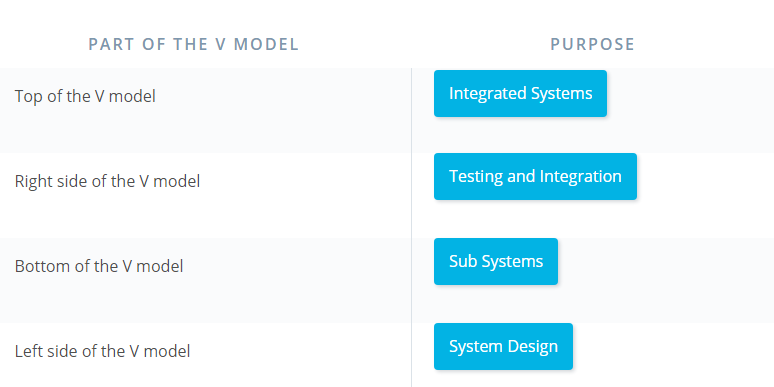 PART OF THE V MODEL PURPOSE
Top of the V model Integrated Systems
Right side of the V model Testing and Integration
Bottom of the V model Sub Systems
Left side of the V model System Design